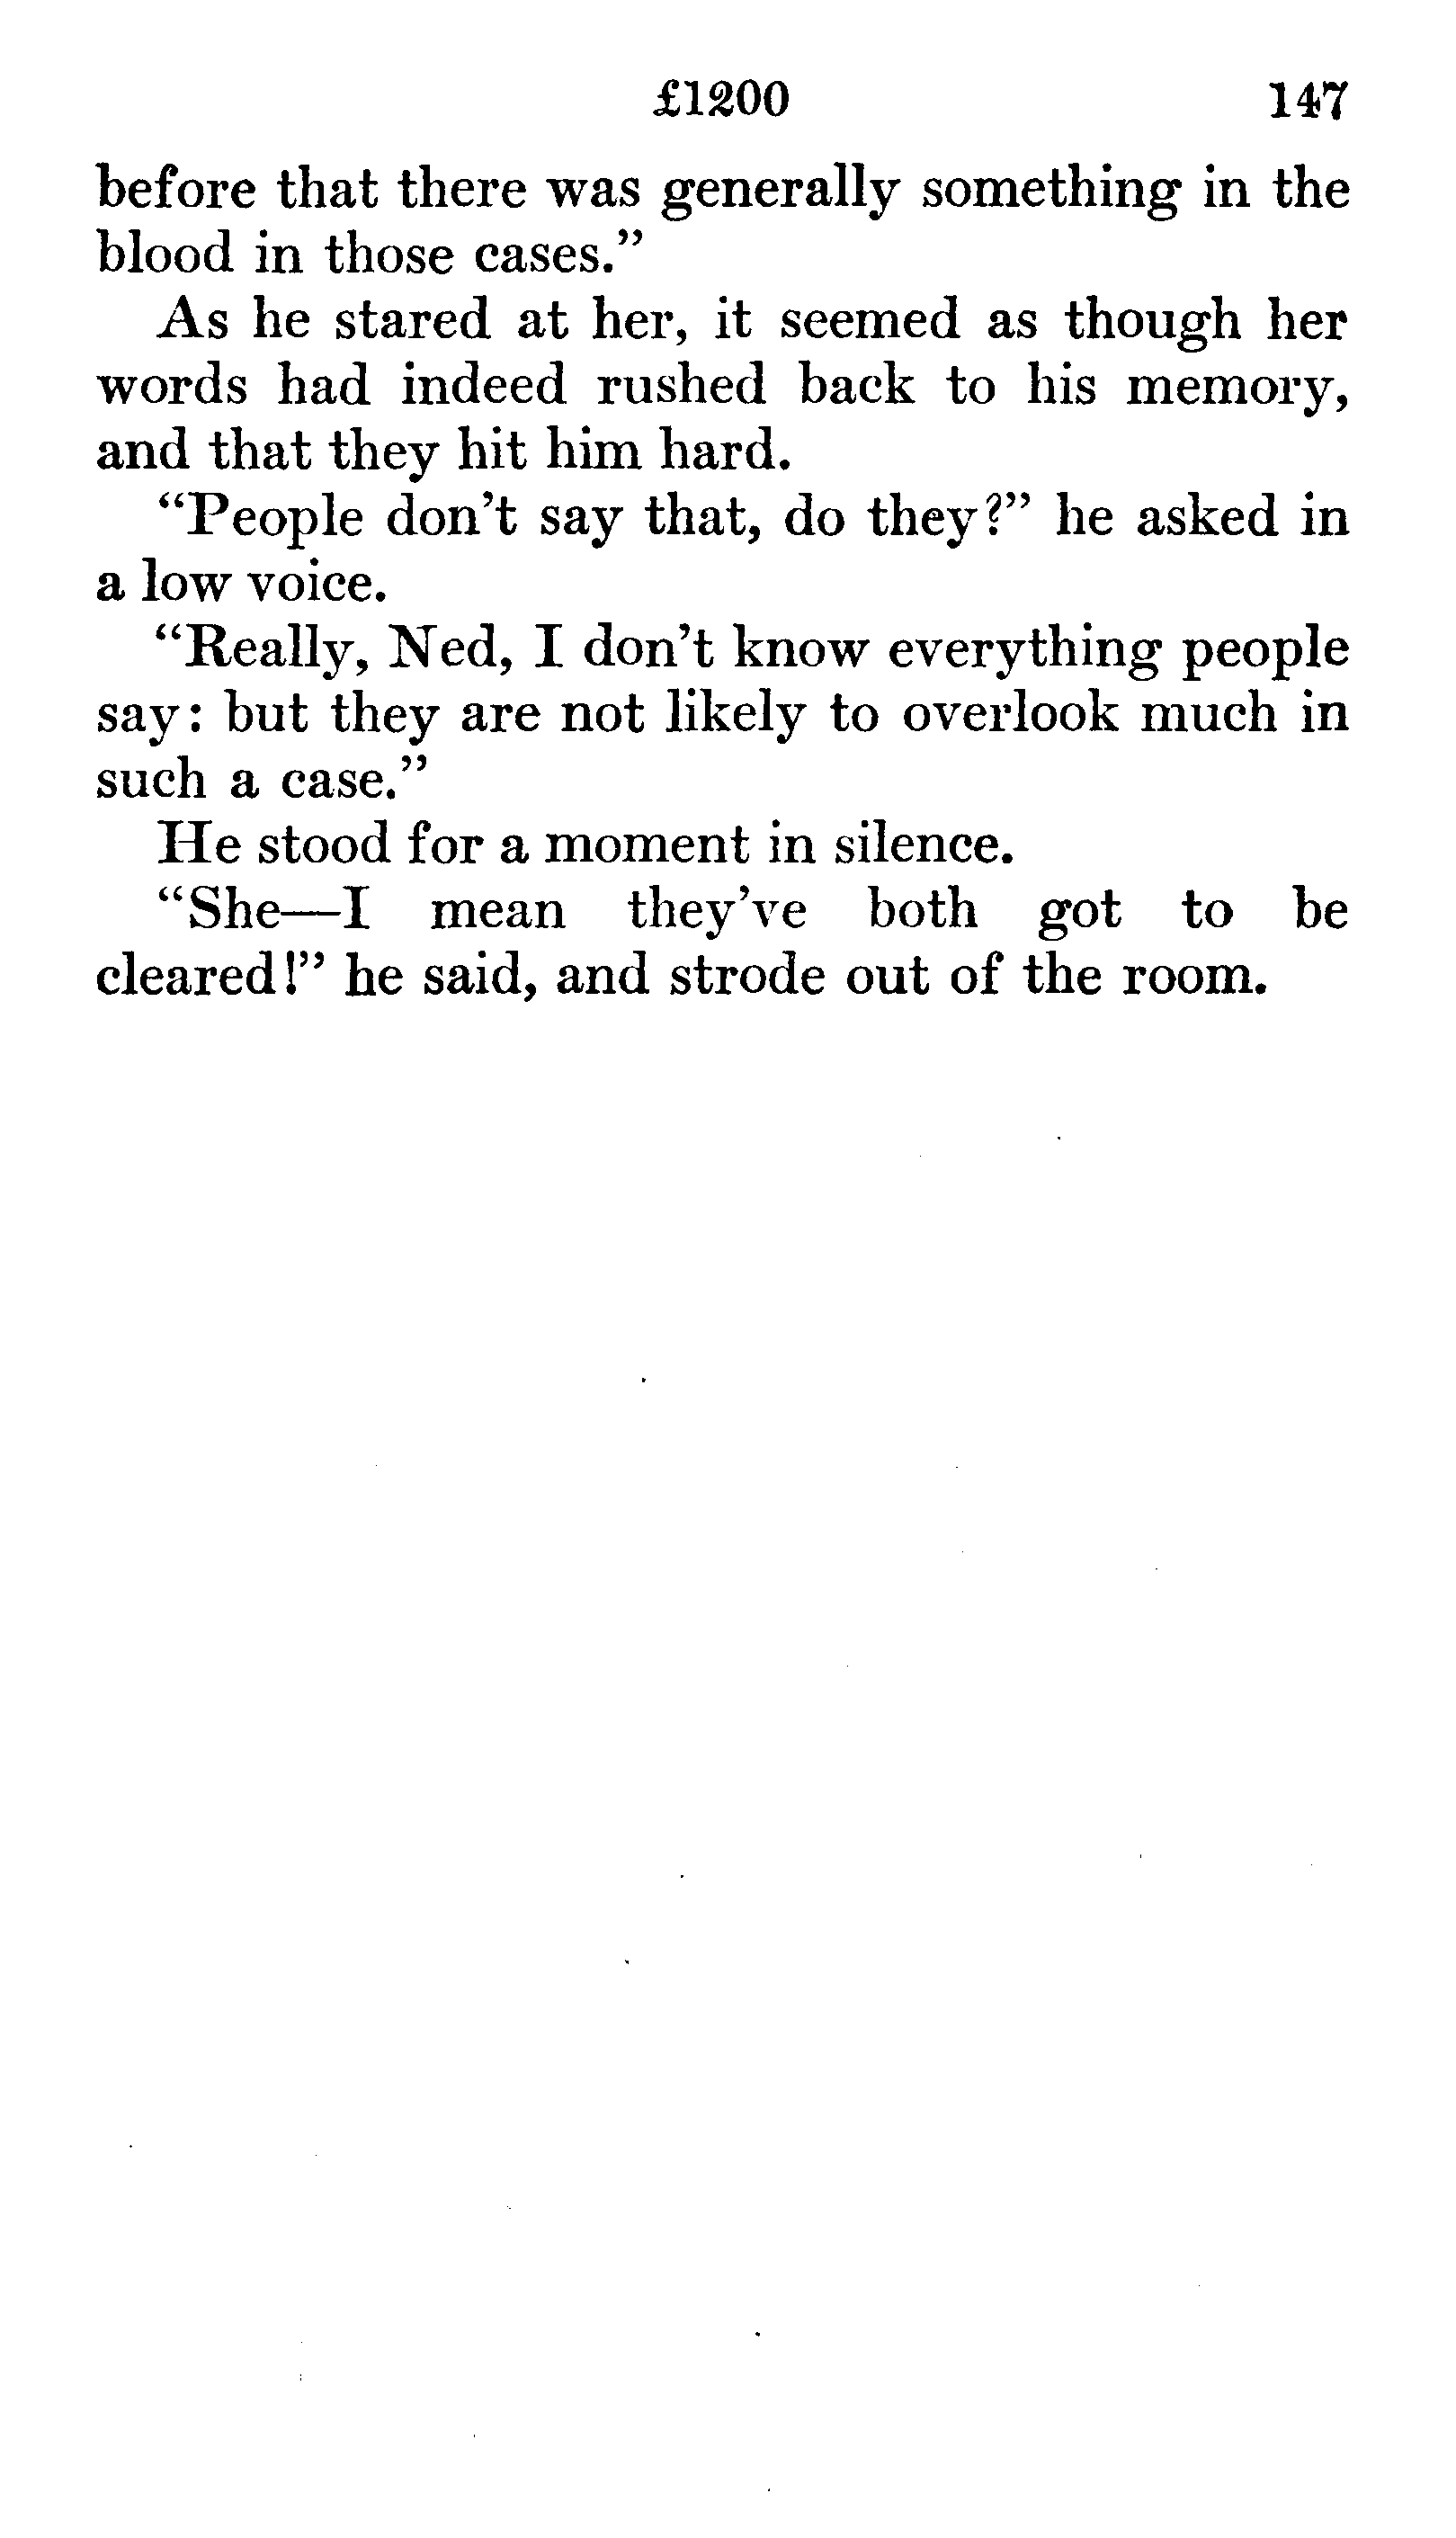 £1200 147
before that there was generally something in the
blood in those cases."
As he stared at her, it seemed as though her
words had indeed rushed back to his memory,
and that they hit him hard.
"People don't say that, do they?" he asked in
a low voice.
"Really, Ned, I don't know everything people
say: but they are not likely to overlook much in
such a case."
He stood for a moment in silence.
"She—I mean they've both got to be
cleared!" he said, and strode out of the room.